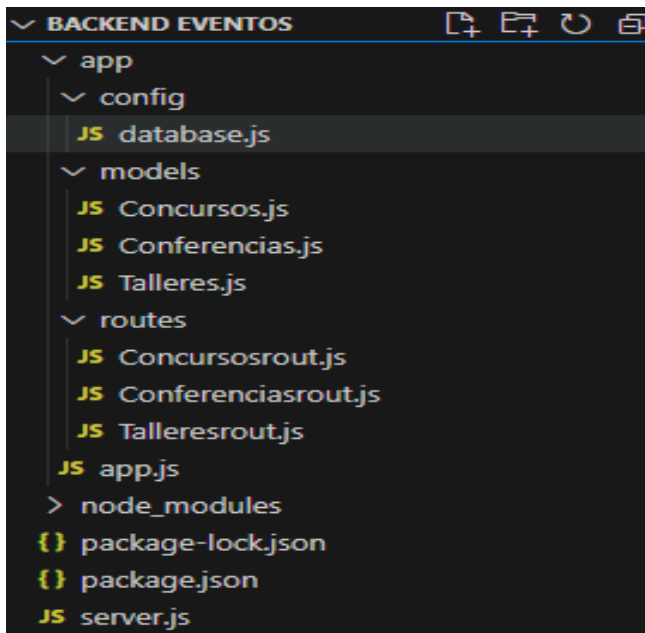 BACKEND EVENTOS
app
config
JS database.js
models
JS Concursos.js
JS Conferencias.js
JS Talleres.js
routes
JS Concursosrout.js
JS Conferenciasrout.js
JS Talleresrout.js
JS app.js
node_modules
{} package-lock.json
{} package.json
JS server.js